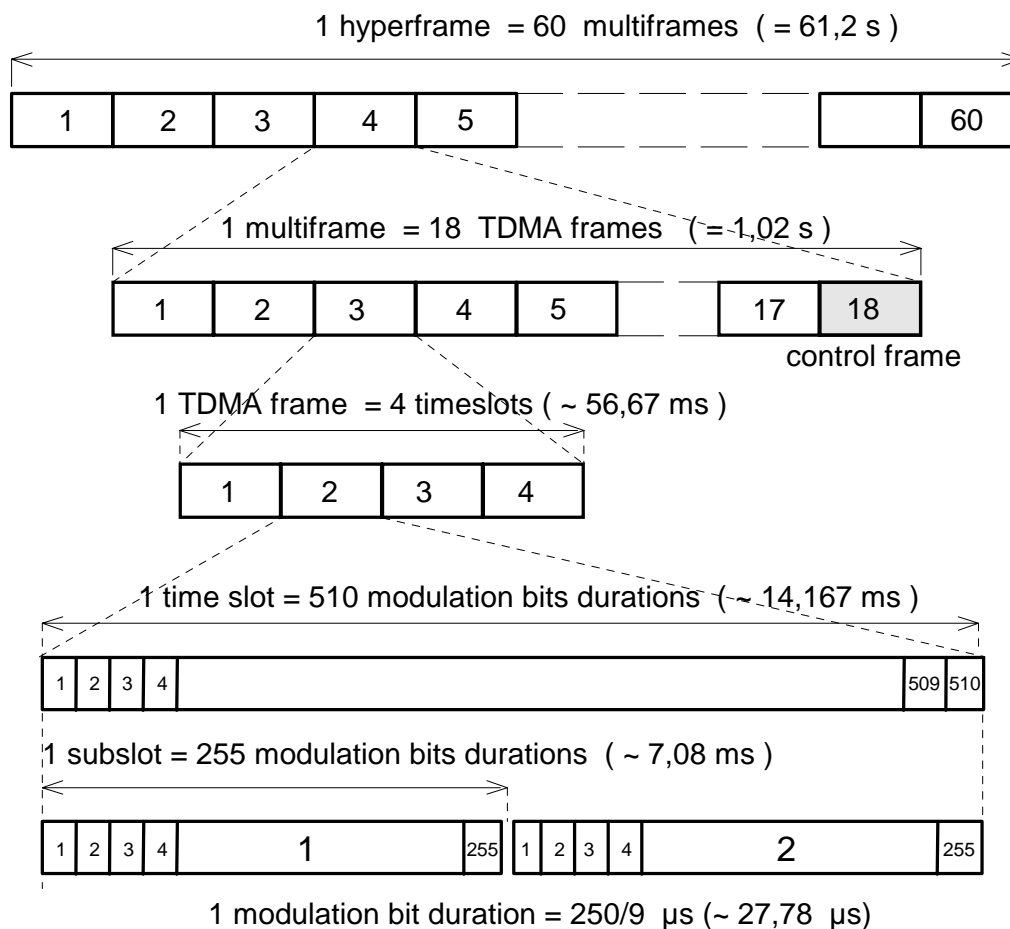 1 hyperframe = 60 multiframes ( = 61,2 s )
1 2 3 4 5 60
1 multiframe = 18 TDMA frames ( = 1,02 s )
1 2 3 4 5 17 18
control frame
1 TDMA frame = 4 timeslots ( ~ 56,67 ms )
1 2 3 4
1 time slot = 510 modulation bits durations ( ~ 14,167 ms )
1 2 3 4 509 510
1 subslot = 255 modulation bits durations ( ~ 7,08 ms )
1 2 3 4 1 255 1 2 3 4 2 255
1 modulation bit duration = 250/9 µs (~ 27,78 µs)